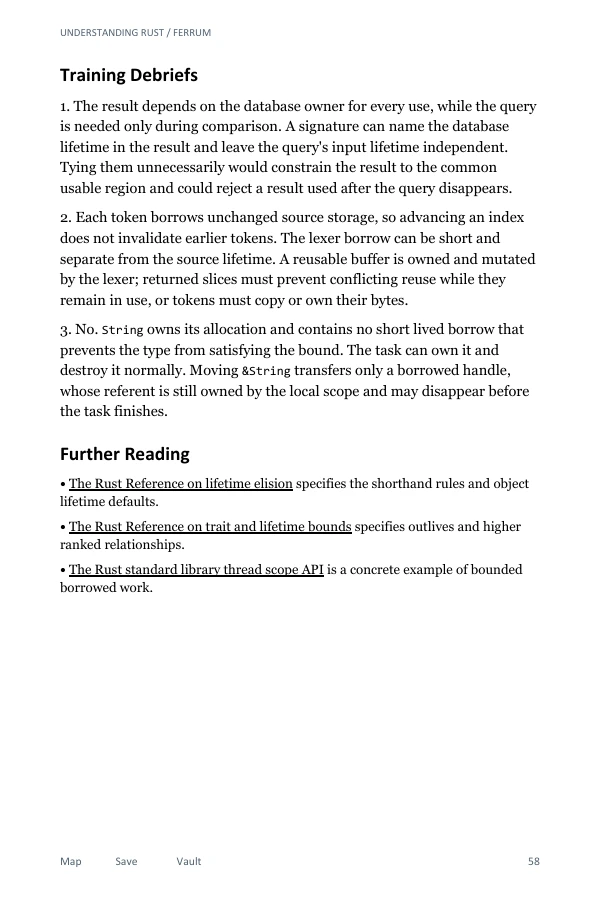 UNDERSTANDING RUST / FERRUM
Training Debriefs
1. The result depends on the database owner for every use, while the query
is needed only during comparison. A signature can name the database
lifetime in the result and leave the query's input lifetime independent.
Tying them unnecessarily would constrain the result to the common
usable region and could reject a result used after the query disappears.
2. Each token borrows unchanged source storage, so advancing an index
does not invalidate earlier tokens. The lexer borrow can be short and
separate from the source lifetime. A reusable buffer is owned and mutated
by the lexer; returned slices must prevent conflicting reuse while they
remain in use, or tokens must copy or own their bytes.
3. No. String owns its allocation and contains no short lived borrow that
prevents the type from satisfying the bound. The task can own it and
destroy it normally. Moving &String transfers only a borrowed handle,
whose referent is still owned by the local scope and may disappear before
the task finishes.
Further Reading
• The Rust Reference on lifetime elision specifies the shorthand rules and object
lifetime defaults.
• The Rust Reference on trait and lifetime bounds specifies outlives and higher
ranked relationships.
• The Rust standard library thread scope API is a concrete example of bounded
borrowed work.
Map Save Vault 58